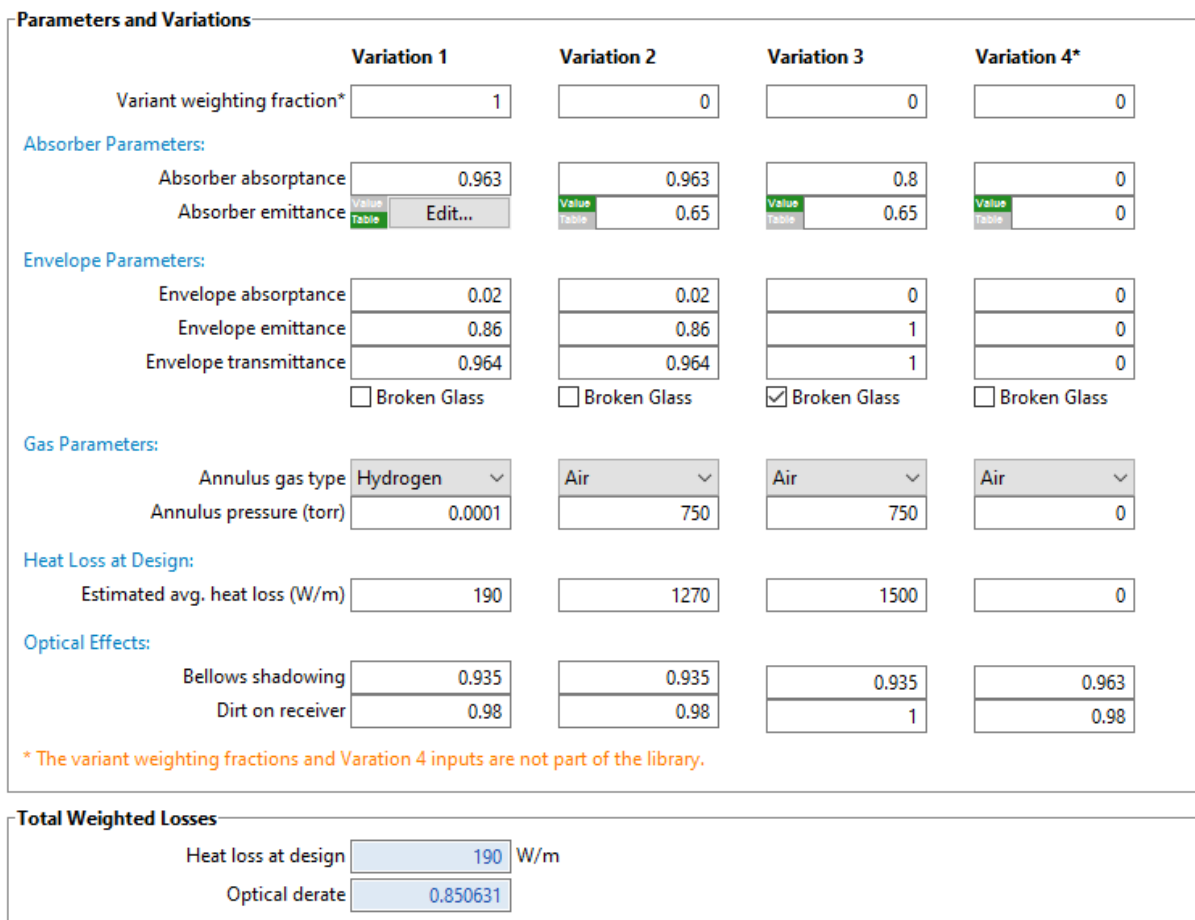 Parameters and Variations
Variation 1 Variation 2 Variation 3 Variation 4*
Variant weighting fraction* 1 0 0 0
Absorber Parameters:
Absorber absorptance 0.963 0.963 0.8 0
Absorber emittance Value Table Edit... Value Table 0.65 Value Table 0.65 Value Table 0
Envelope Parameters:
Envelope absorptance 0.02 0.02 0 0
Envelope emittance 0.86 0.86 1 0
Envelope transmittance 0.964 0.964 1 0
Broken Glass Broken Glass Broken Glass Broken Glass
Gas Parameters:
Annulus gas type Hydrogen Air Air Air
Annulus pressure (torr) 0.0001 750 750 0
Heat Loss at Design:
Estimated avg. heat loss (W/m) 190 1270 1500 0
Optical Effects:
Bellows shadowing 0.935 0.935 0.935 0.963
Dirt on receiver 0.98 0.98 1 0.98
* The variant weighting fractions and Varation 4 inputs are not part of the library.
Total Weighted Losses
Heat loss at design 190 W/m
Optical derate 0.850631